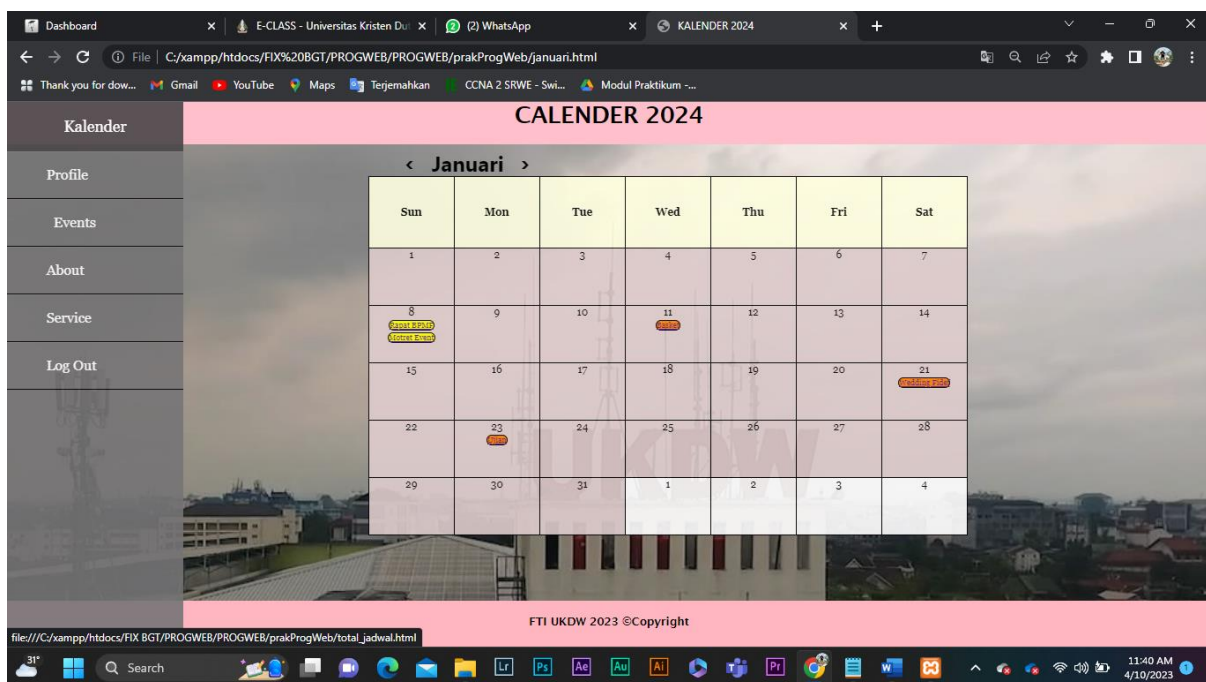 Dashboard
E-CLASS - Universitas Kristen Du
(2) WhatsApp
KALENDER 2024
File | C:/xampp/htdocs/FIX%20BGT/PROGWEB/PROGWEB/prakProgWeb/januari.html
Thank you for dow... Gmail YouTube Maps Terjemahkan CCNA 2 SRWE - Swi... Modul Praktikum -...
Kalender
CALENDER 2024
Profile
Events
About
Service
Log Out
‹ Januari ›
Sun Mon Tue Wed Thu Fri Sat
1 2 3 4 5 6 7
8 9 10 11 12 13 14
Rapat BPMF
Motret Event
Basket
15 16 17 18 19 20 21
22 23 24 25 26 27 28
29 30 31 1 2 3 4
UKDW
FTI UKDW 2023 ©Copyright
file:///C:/xampp/htdocs/FIX BGT/PROGWEB/PROGWEB/prakProgWeb/total_jadwal.html
31°
Search
Lr Ps Ae Au Ai Pr
11:40 AM
4/10/2023
1